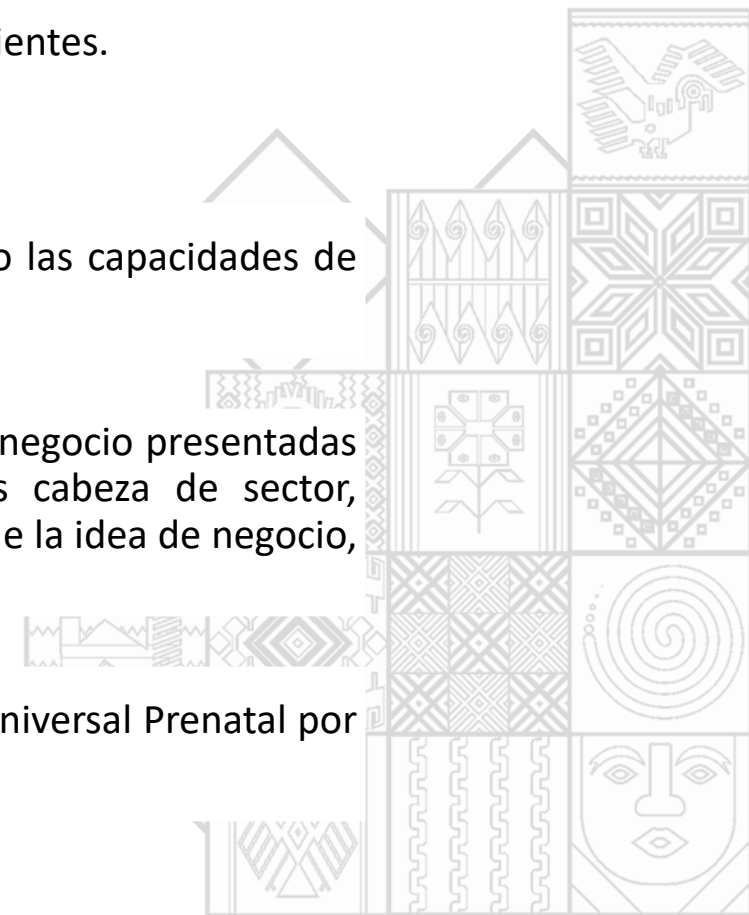 ientes.
o las capacidades de
negocio presentadas
s cabeza de sector,
e la idea de negocio,
niversal Prenatal por